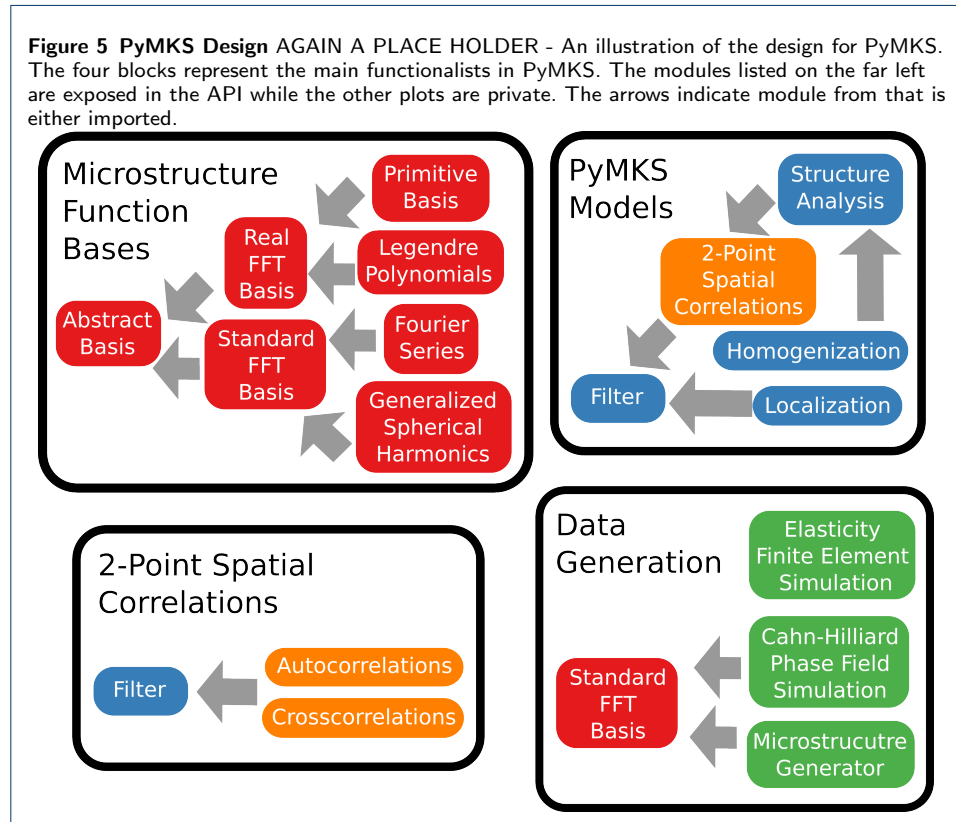 Figure 5 PyMKS Design AGAIN A PLACE HOLDER - An illustration of the design for PyMKS.
The four blocks represent the main functionalists in PyMKS. The modules listed on the far left
are exposed in the API while the other plots are private. The arrows indicate module from that is
either imported.
Microstructure
Function
Bases
Primitive
Basis
Real
FFT
Basis
Legendre
Polynomials
Abstract
Basis
Standard
FFT
Basis
Fourier
Series
Generalized
Spherical
Harmonics
PyMKS
Models
Structure
Analysis
2-Point
Spatial
Correlations
Homogenization
Filter
Localization
2-Point Spatial
Correlations
Autocorrelations
Filter
Crosscorrelations
Data
Generation
Elasticity
Finite Element
Simulation
Cahn-Hilliard
Phase Field
Simulation
Standard
FFT
Basis
Microstrucutre
Generator